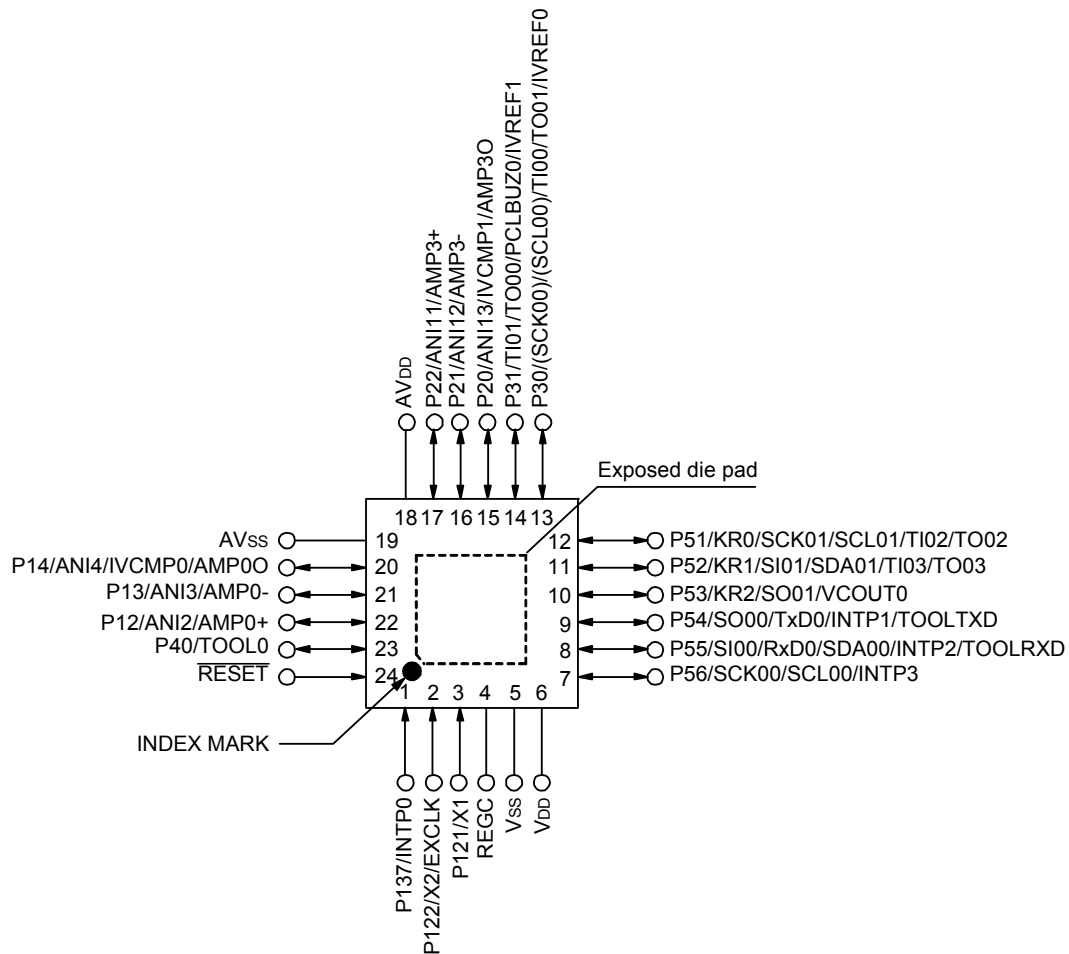 P22/ANI11/AMP3+
P21/ANI12/AMP3-
P20/ANI13/IVCMP1/AMP3O
P31/TI01/TO00/PCLBUZ0/IVREF1
P30/(SCK00)/(SCL00)/TI00/TO01/IVREF0
AVDD
Exposed die pad
18 17 16 15 14 13
AVss
19
P14/ANI4/IVCMP0/AMP0O
20
P13/ANI3/AMP0-
21
P12/ANI2/AMP0+
22
P40/TOOL0
23
RESET
24
12
P51/KR0/SCK01/SCL01/TI02/TO02
11
P52/KR1/SI01/SDA01/TI03/TO03
10
P53/KR2/SO01/VCOUT0
9
P54/SO00/TxD0/INTP1/TOOLTXD
8
P55/SI00/RxD0/SDA00/INTP2/TOOLRXD
7
P56/SCK00/SCL00/INTP3
1 2 3 4 5 6
INDEX MARK
P137/INTP0
P122/X2/EXCLK
P121/X1
REGC
Vss
VDD